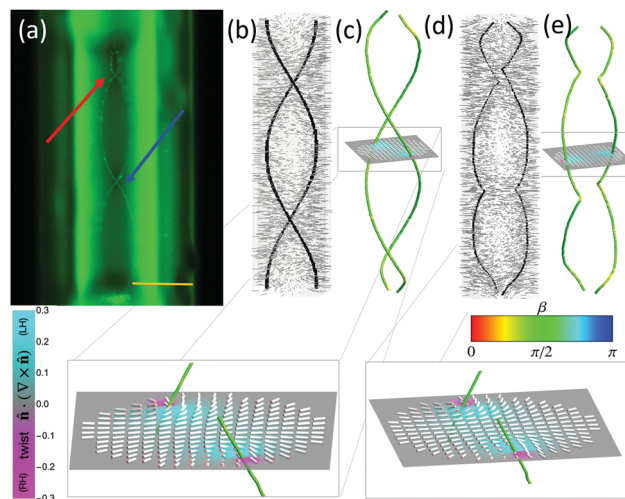 (a)
(b)
(c)
(d)
(e)
β
0
π/2
π
0.3
0.2
0.1
0.0
-0.1
-0.2
-0.3
(RH) twist n̂ · (∇ × n̂) (LH)